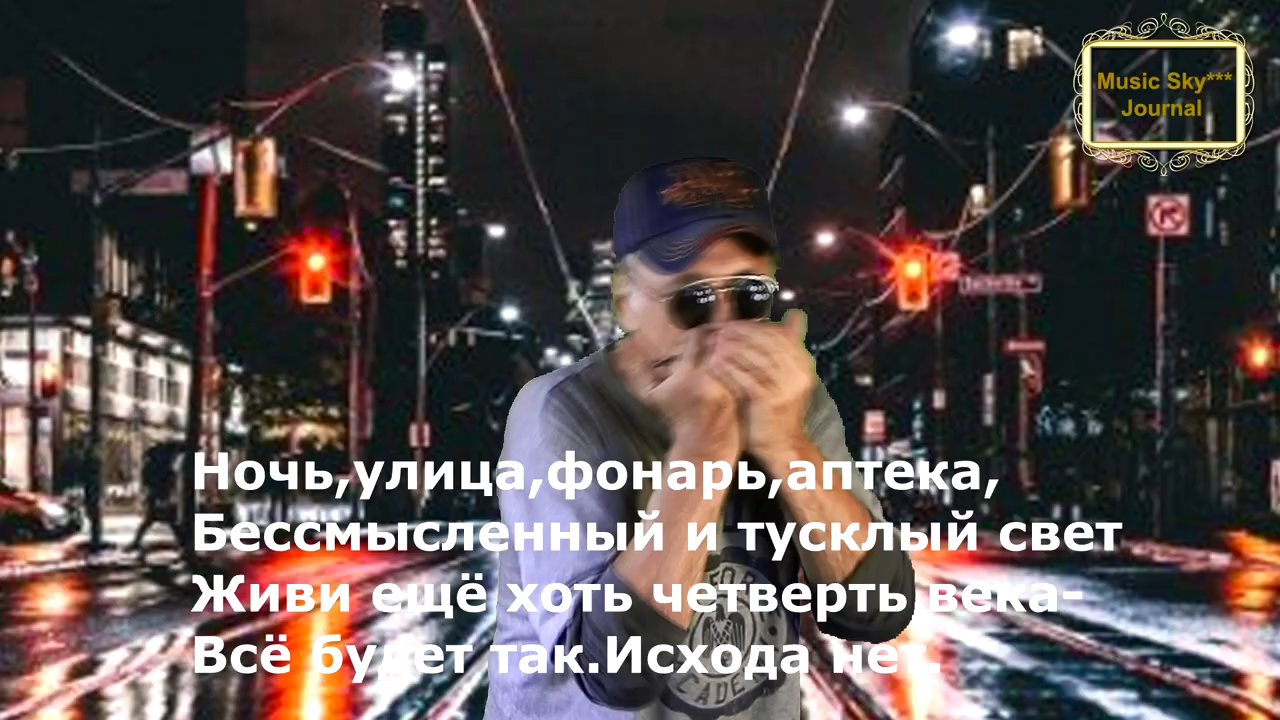 Music Sky***
Journal
Ночь,улица,фонарь,аптека,
Бессмысленный и тусклый свет
Живи ещё хоть четверть века-
Всё будет так.Исхода нет.
CADE